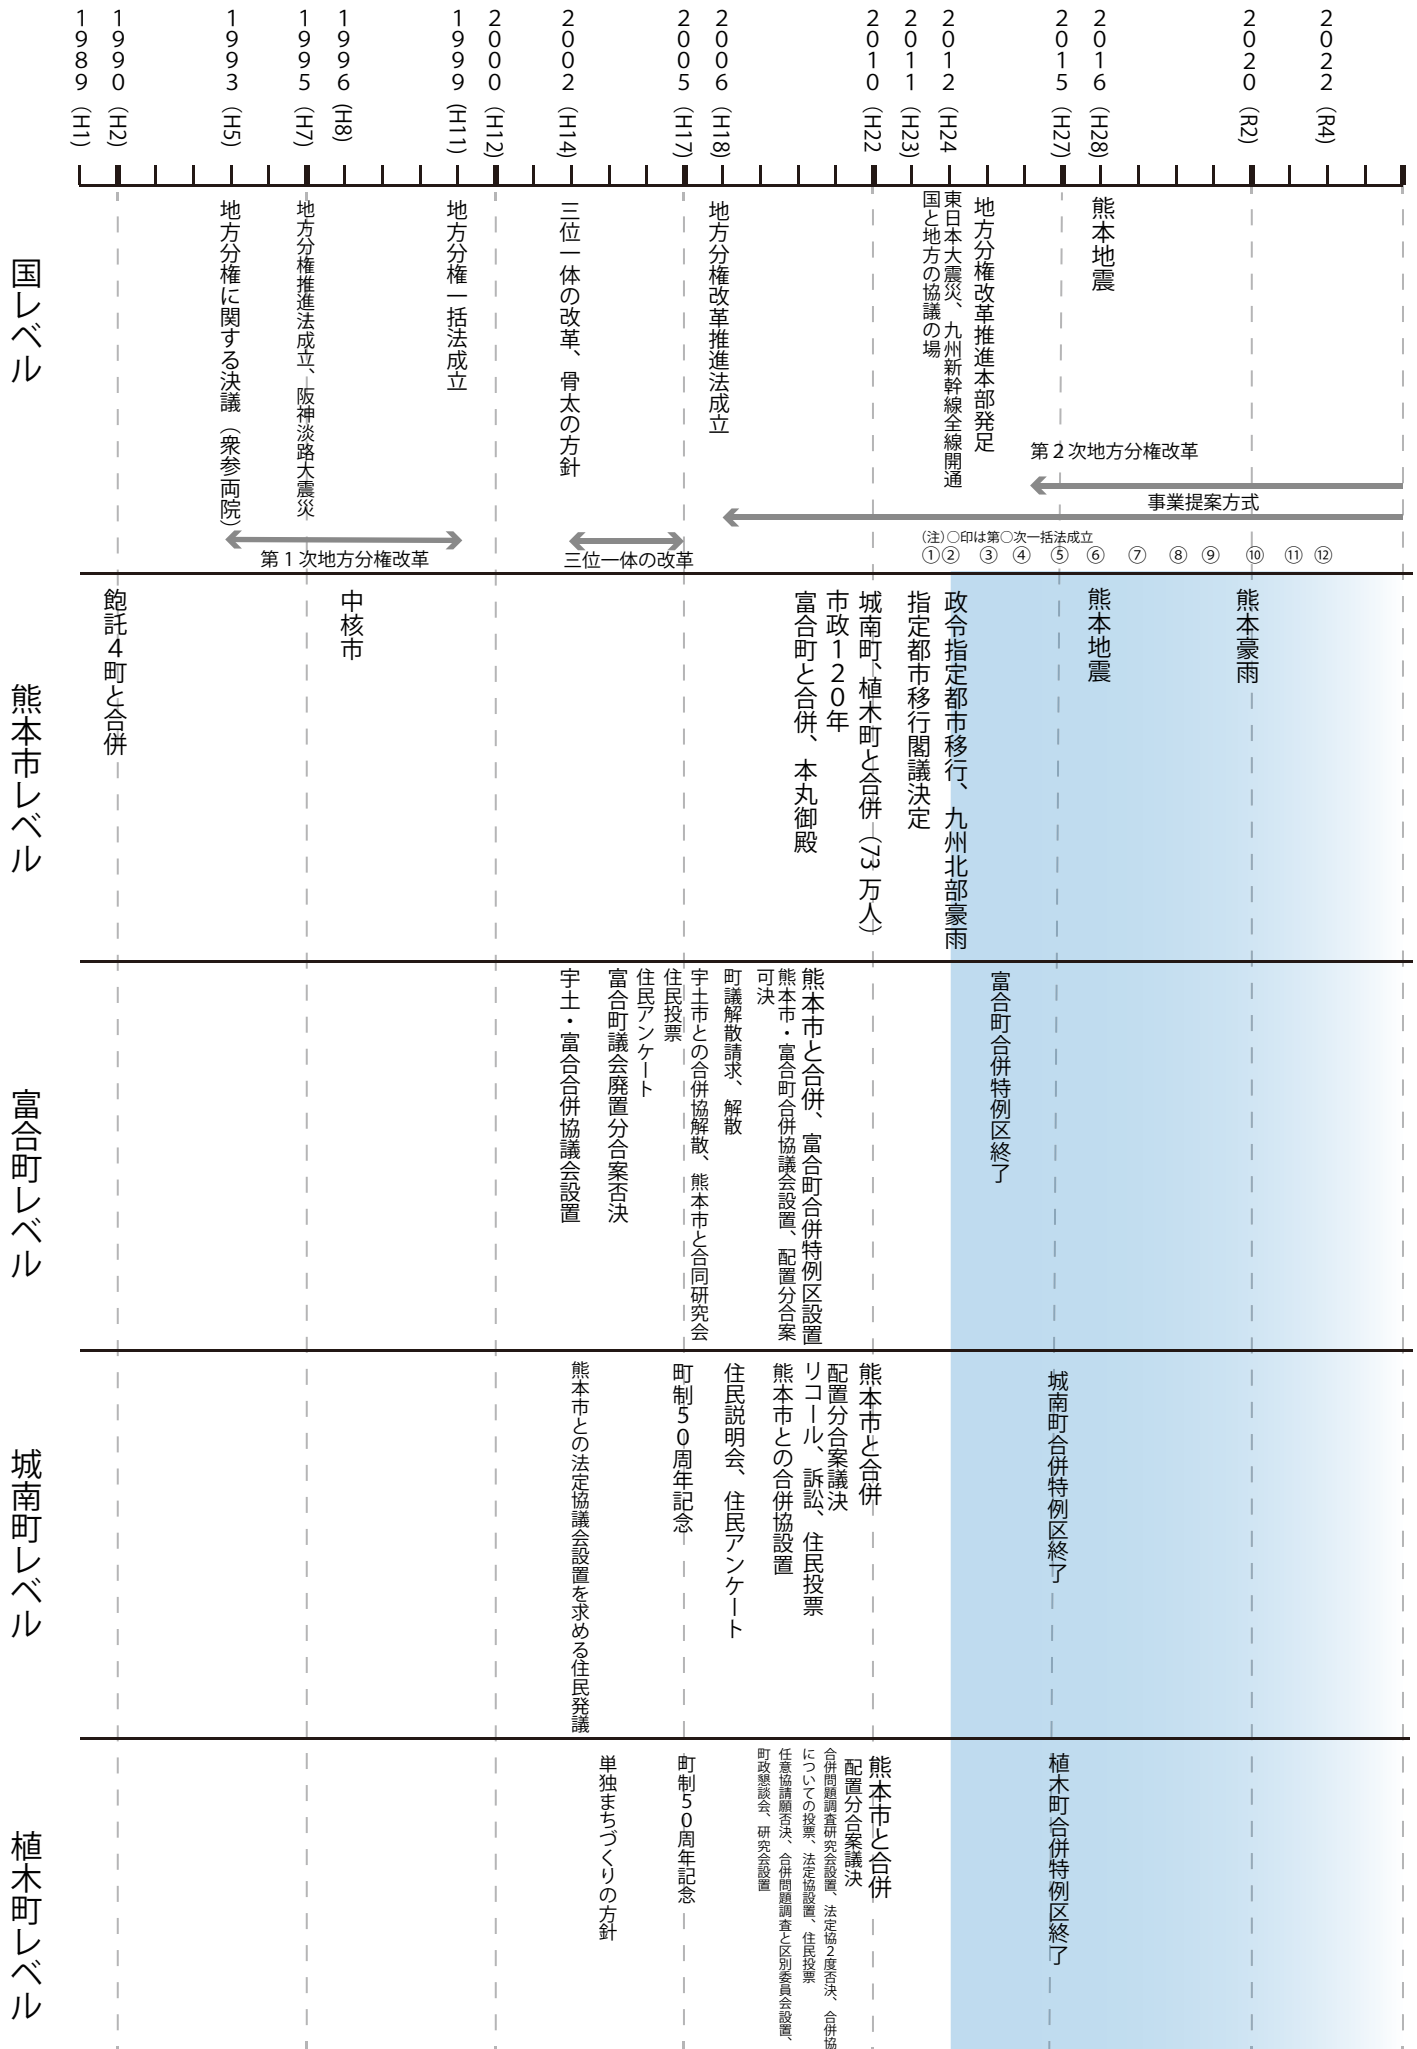 1989 (H1)
1990 (H2)
1993 (H5)
1995 (H7)
1996 (H8)
1999 (H11)
2000 (H12)
2002 (H14)
2005 (H17)
2006 (H18)
2010 (H22
2011 (H23)
2012 (H24
2015 (H27)
2016 (H28)
2020 (R2)
2022 (R4)
国レベル
地方分権に関する決議（衆参両院）
地方分権推進法成立、阪神淡路大震災
地方分権一括法成立
三位一体の改革、骨太の方針
地方分権改革推進法成立
国と地方の協議の場
東日本大震災、九州新幹線全線開通
地方分権改革推進本部発足
熊本地震
第２次地方分権改革
事業提案方式
第１次地方分権改革
三位一体の改革
(注)○印は第○次一括法成立
①② ③ ④ ⑤ ⑥ ⑦ ⑧ ⑨ ⑩ ⑪ ⑫
熊本市レベル
飽託４町と合併
中核市
富合町と合併、本丸御殿
市政１２０年
城南町、植木町と合併（73万人）
指定都市移行閣議決定
政令指定都市移行、九州北部豪雨
熊本地震
熊本豪雨
富合町レベル
宇土・富合合併協議会設置
富合町議会廃置分合案否決
住民アンケート
住民投票
宇土市との合併協解散、熊本市と合同研究会
町議解散請求、解散
熊本市・富合町合併協議会設置、配置分合案
可決
熊本市と合併、富合町合併特例区設置
富合町合併特例区終了
城南町レベル
熊本市との法定協議会設置を求める住民発議
町制５０周年記念
住民説明会、住民アンケート
熊本市との合併協設置
リコール、訴訟、住民投票
配置分合案議決
熊本市と合併
城南町合併特例区終了
植木町レベル
単独まちづくりの方針
町制５０周年記念
任意協請願否決、合併問題調査と区別委員会設置、
町政懇談会、研究会設置
合併問題調査研究会設置、法定協２度否決、合併協
についての投票、法定協設置、住民投票
配置分合案議決
熊本市と合併
植木町合併特例区終了